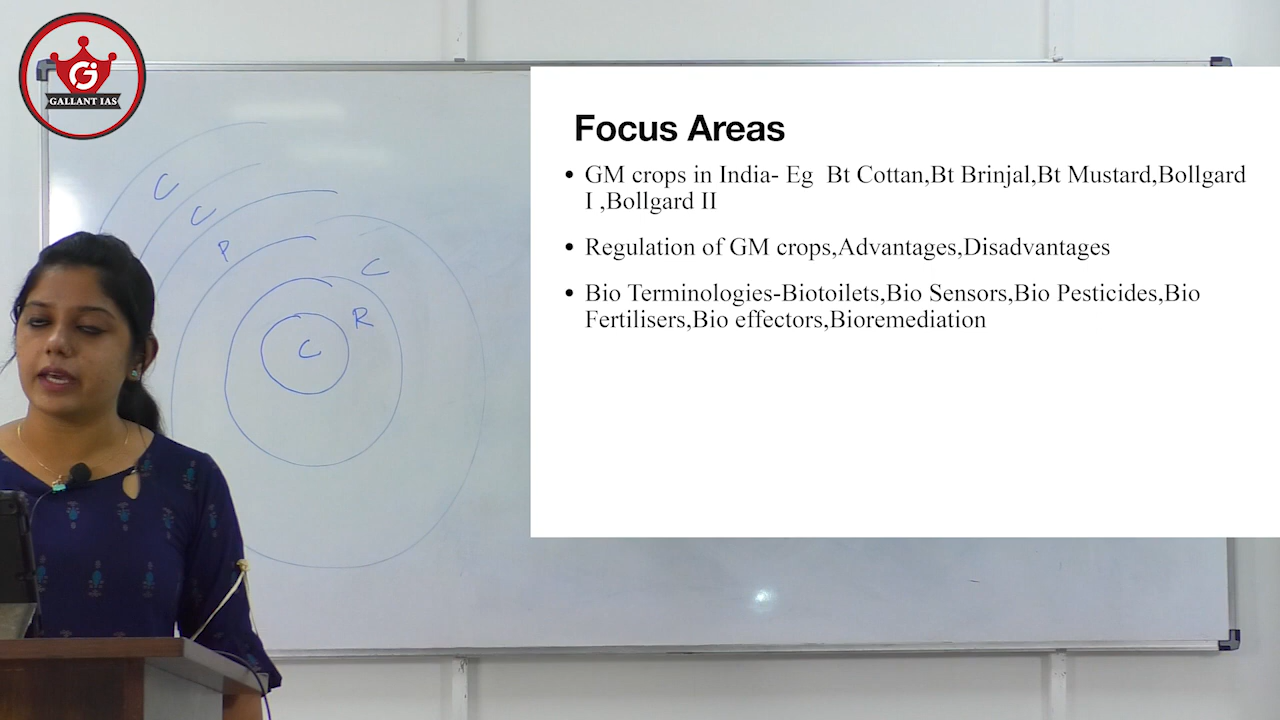 GALLANT IAS
Focus Areas
• GM crops in India- Eg  Bt Cottan,Bt Brinjal,Bt Mustard,Bollgard
I ,Bollgard II
• Regulation of GM crops,Advantages,Disadvantages
• Bio Terminologies-Biotoilets,Bio Sensors,Bio Pesticides,Bio
Fertilisers,Bio effectors,Bioremediation
C
C
P
C
R
C